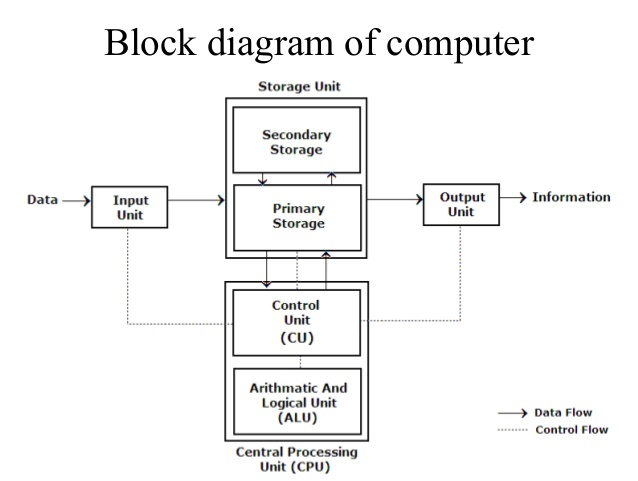 Block diagram of computer
Storage Unit
Secondary
Storage
Data
Input
Unit
Primary
Storage
Output
Unit
Information
Control
Unit
(CU)
Arithmatic And
Logical Unit
(ALU)
Data Flow
Control Flow
Central Processing
Unit (CPU)